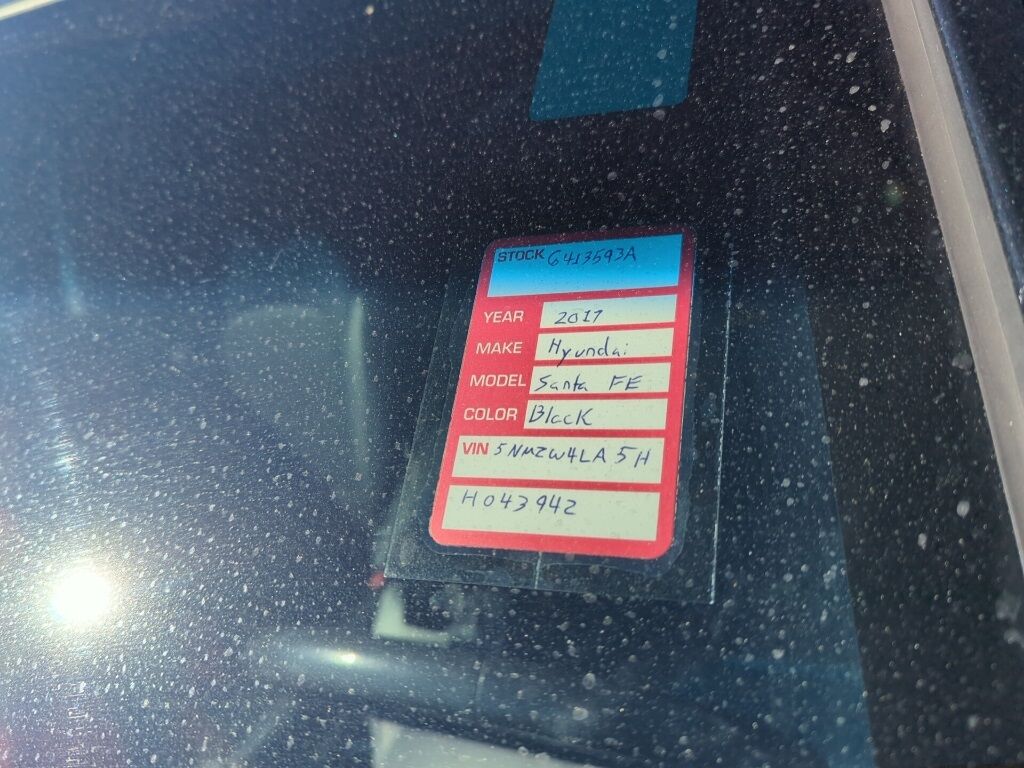 STOCK G413593A
YEAR 2017
MAKE Hyundai
MODEL Santa FE
COLOR Black
VIN 5NMZW4LA5H
H043942